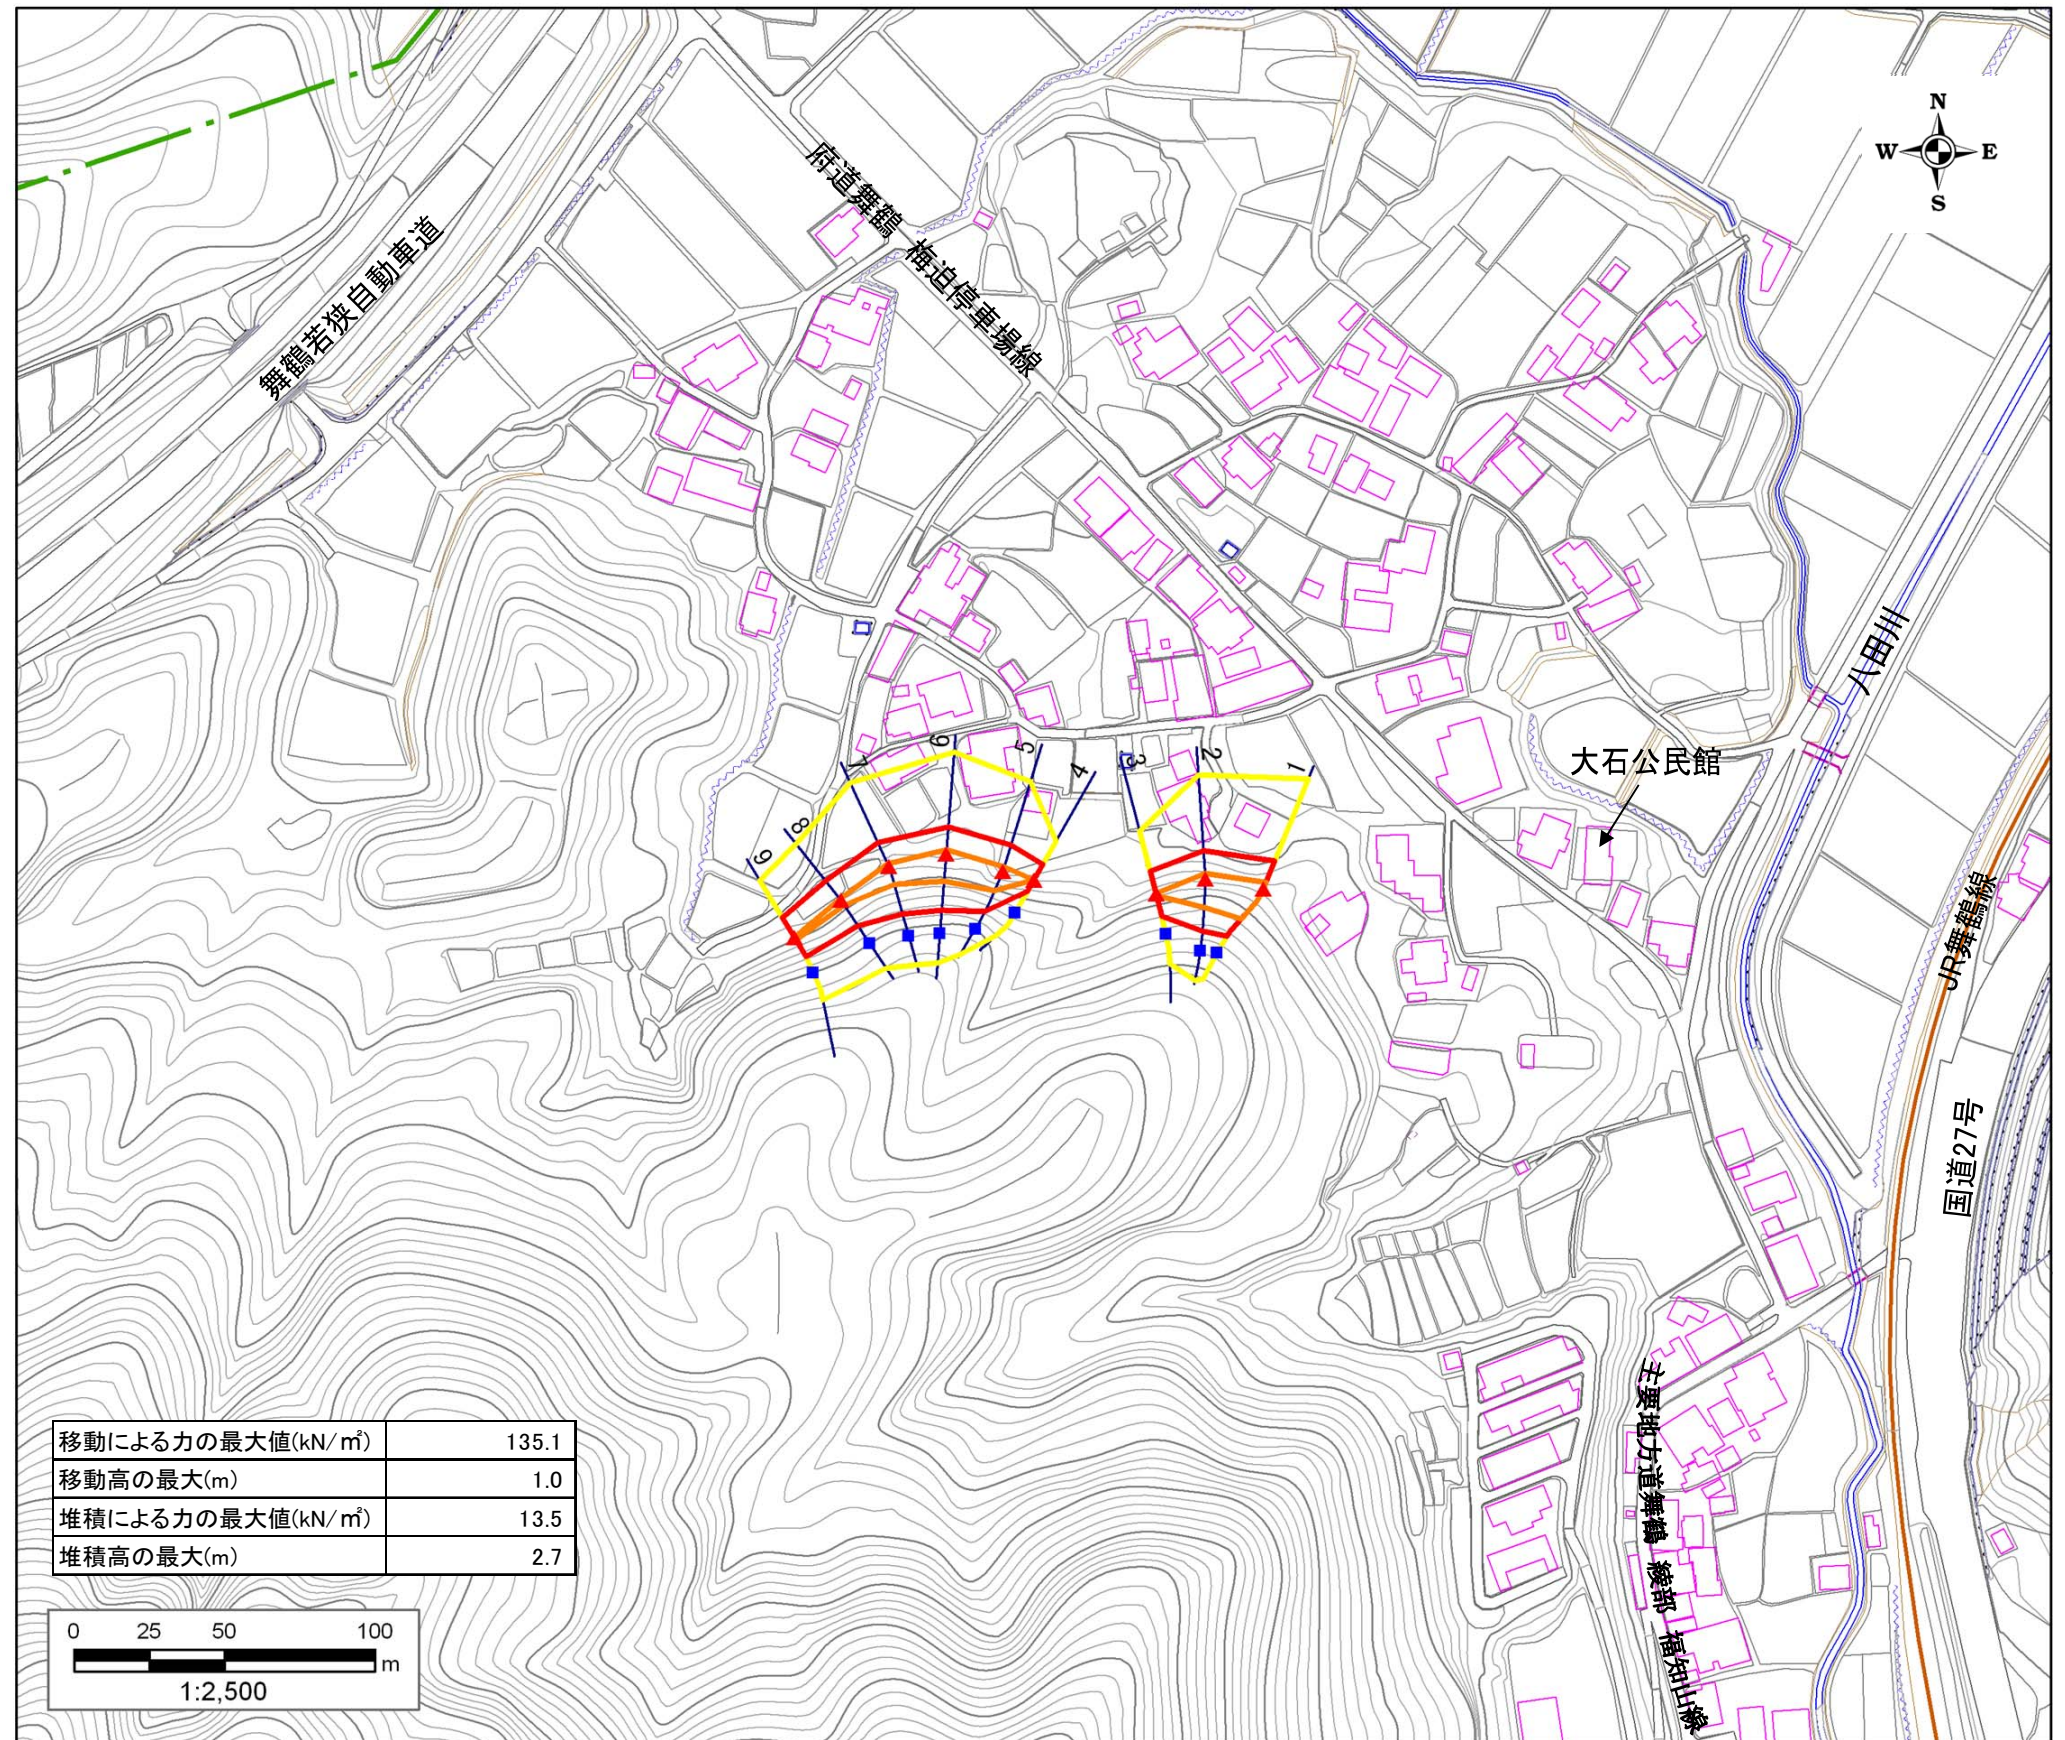 N
W E
S
府道舞鶴 梅迫停車場線
舞鶴若狭自動車道
八田川
大石公民館
1
2
3
4
5
6
7
8
9
JR舞鶴線
国道27号
主要地方道舞鶴 綾部 福知山線
移動による力の最大値(kN/㎡) 135.1
移動高の最大(m) 1.0
堆積による力の最大値(kN/㎡) 13.5
堆積高の最大(m) 2.7
0 25 50 100
m
1:2,500